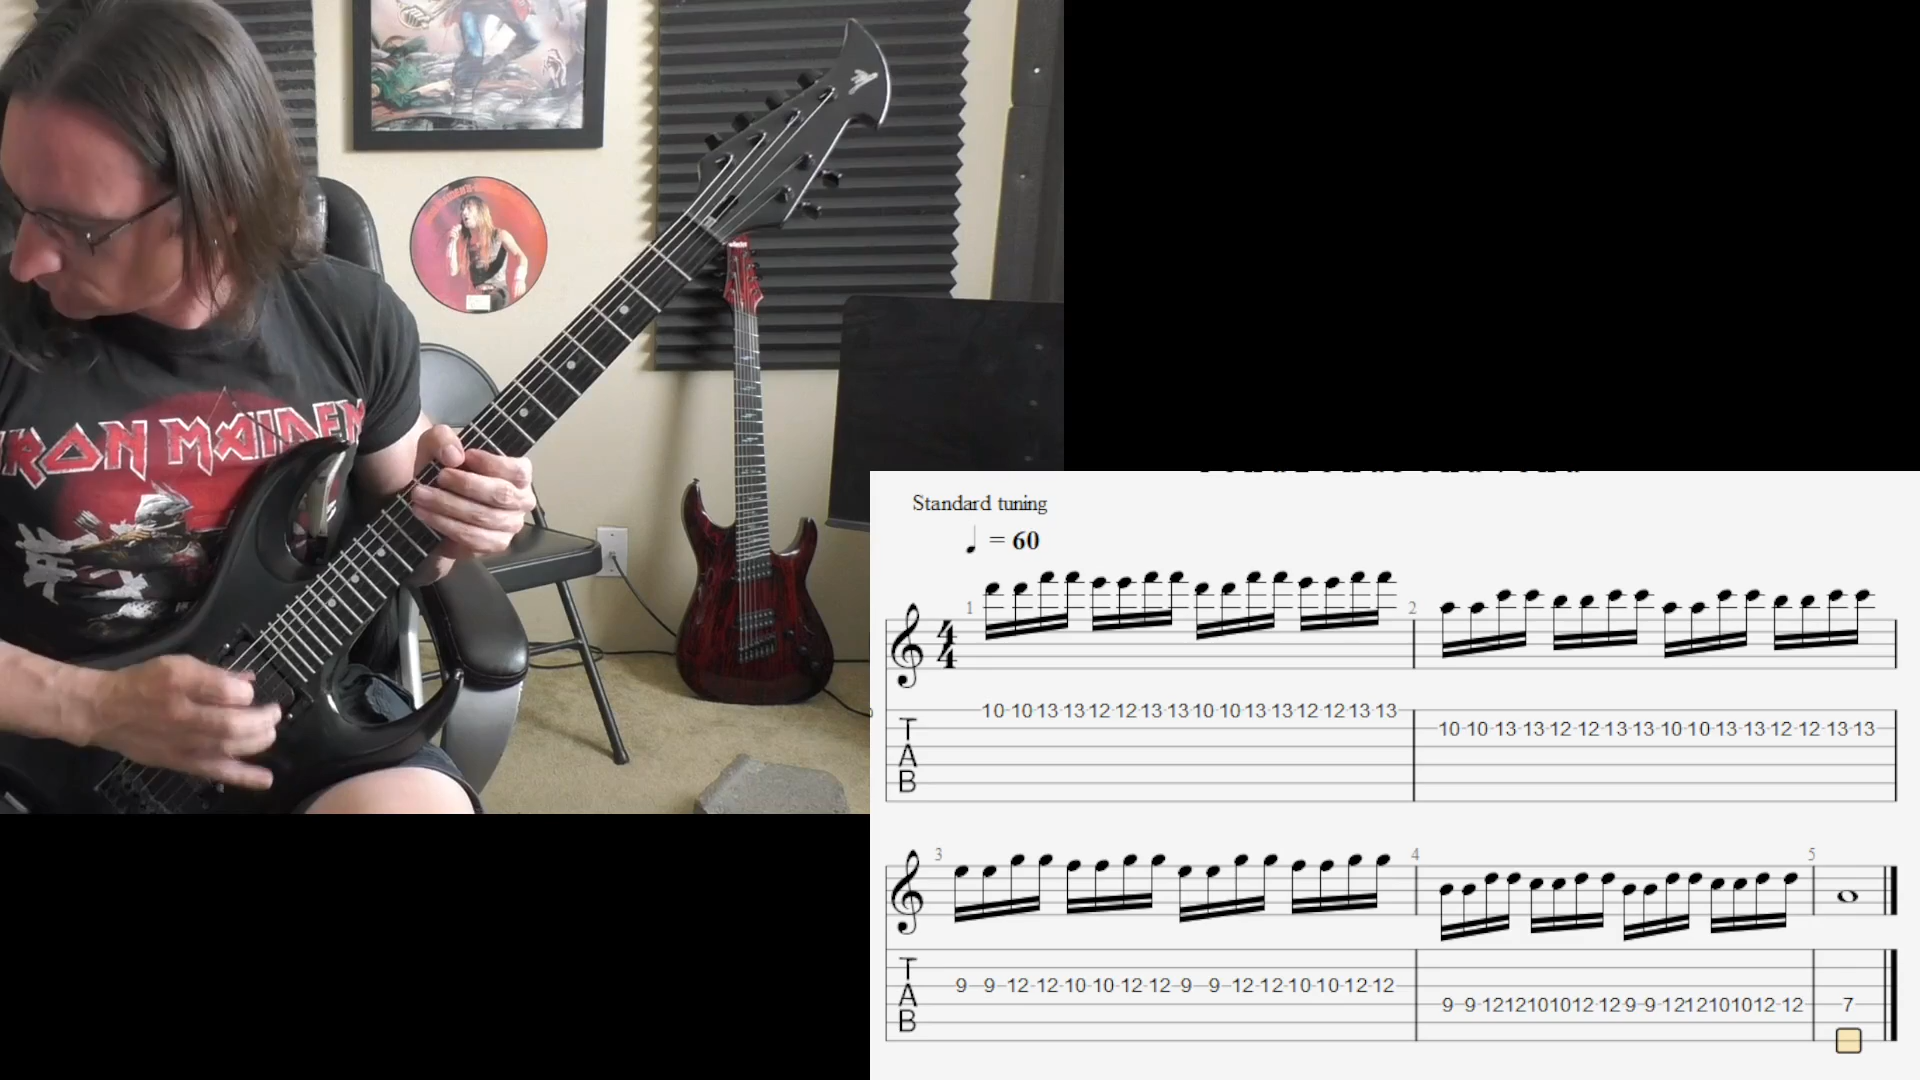 IRON MAIDEN
Standard tuning
= 60
1
2
4
4
T
A
B
10 10 13 13 12 12 13 13 10 10 13 13 12 12 13 13
10 10 13 13 12 12 13 13 10 10 13 13 12 12 13 13
3
4
5
T
A
B
9 9 12 12 10 10 12 12 9 9 12 12 10 10 12 12
9 9 12 12 10 10 12 12 9 9 12 12 10 10 12 12
7